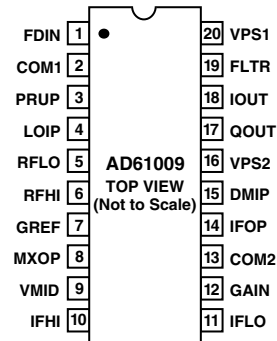 FDIN 1 20 VPS1
COM1 2 19 FLTR
PRUP 3 18 IOUT
LOIP 4 17 QOUT
RFLO 5 AD61009 16 VPS2
RFHI 6 TOP VIEW 15 DMIP
GREF 7 (Not to Scale) 14 IFOP
MXOP 8 13 COM2
VMID 9 12 GAIN
IFHI 10 11 IFLO